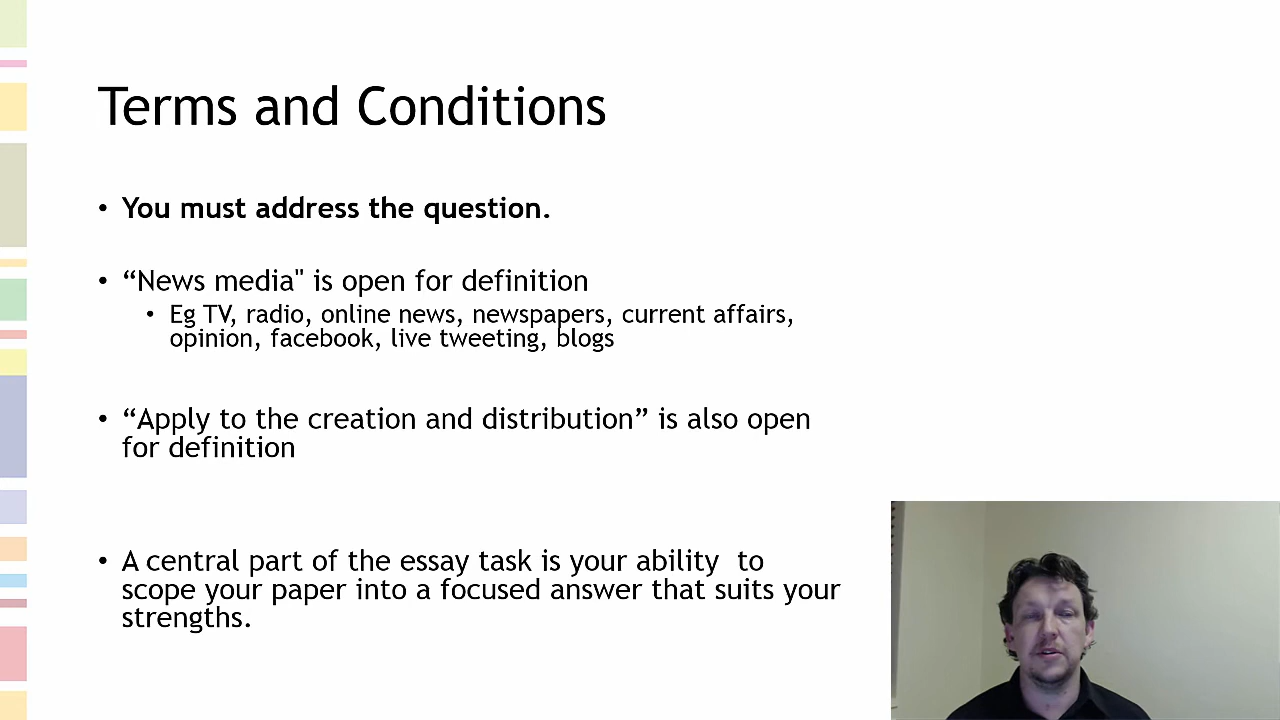 Terms and Conditions
• You must address the question.
• “News media" is open for definition
• Eg TV, radio, online news, newspapers, current affairs,
opinion, facebook, live tweeting, blogs
• “Apply to the creation and distribution” is also open
for definition
• A central part of the essay task is your ability  to
scope your paper into a focused answer that suits your
strengths.